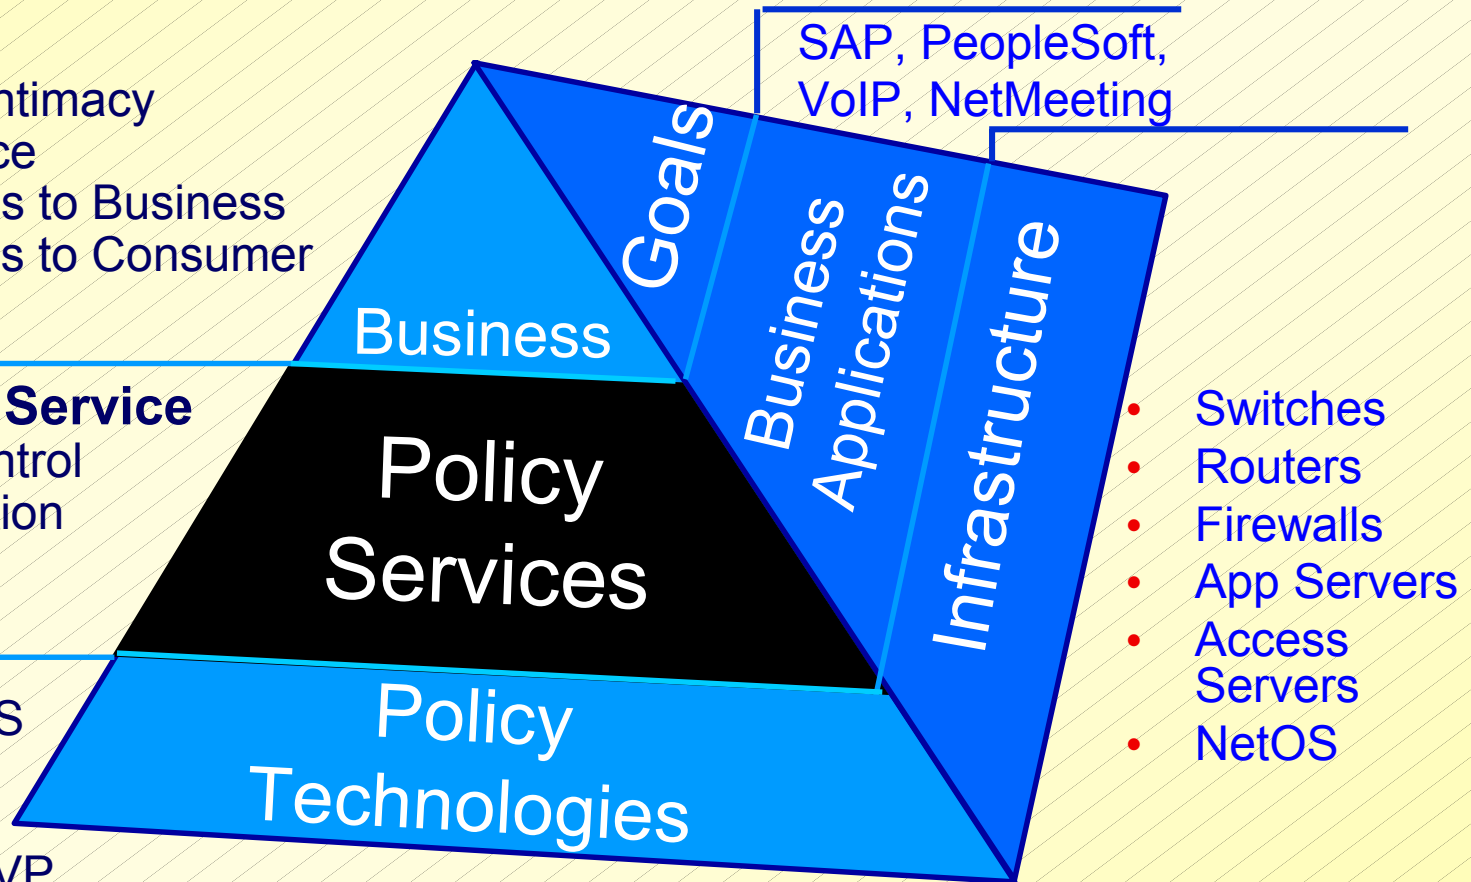 SAP, PeopleSoft,
VoIP, NetMeeting
ntimacy
ce
s to Business
s to Consumer
Goals
Business
Applications
Infrastructure
Business
Service
ntrol
ion
Policy
Services
Switches
Routers
Firewalls
App Servers
Access
Servers
NetOS
S
Policy
Technologies
VP